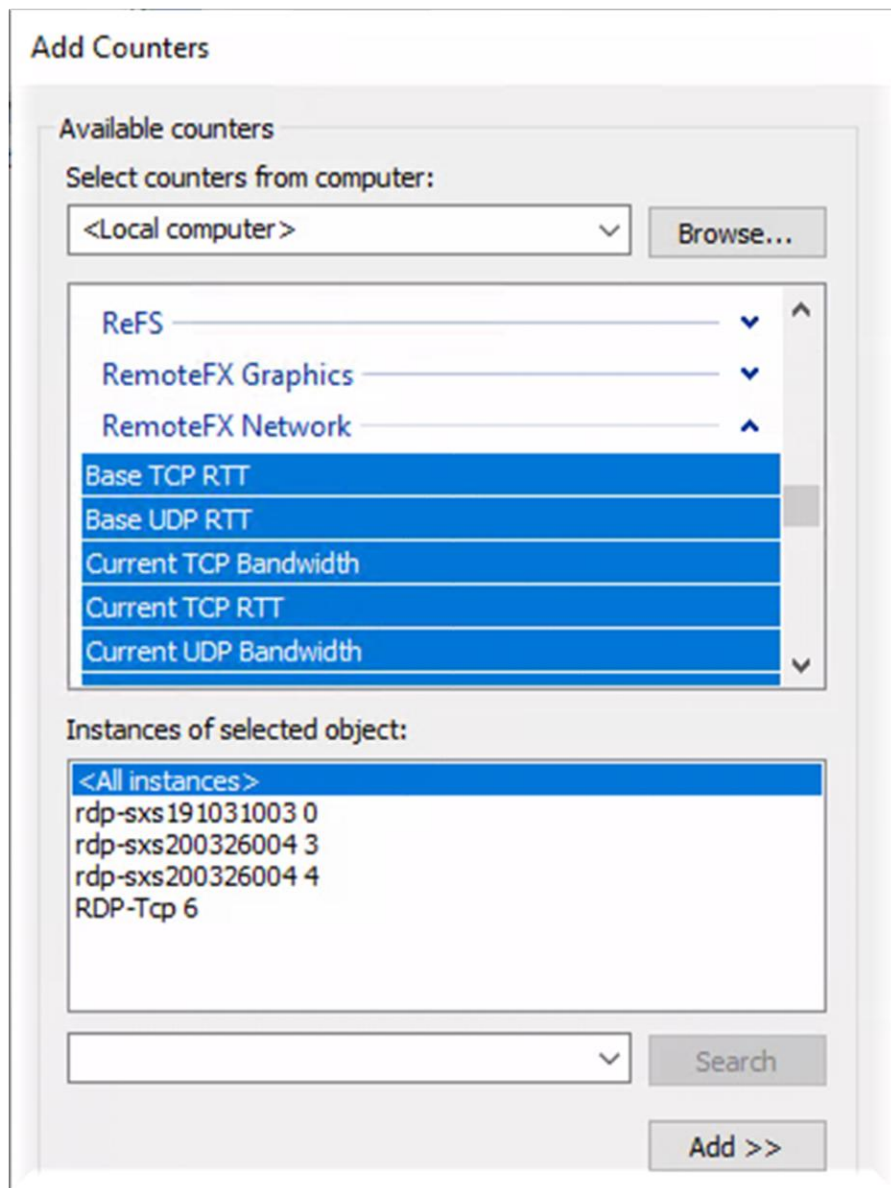 Add Counters
Available counters
Select counters from computer:
<Local computer>
Browse...
ReFS
RemoteFX Graphics
RemoteFX Network
Base TCP RTT
Base UDP RTT
Current TCP Bandwidth
Current TCP RTT
Current UDP Bandwidth
Instances of selected object:
<All instances>
rdp-sxs191031003 0
rdp-sxs200326004 3
rdp-sxs200326004 4
RDP-Tcp 6
Search
Add >>